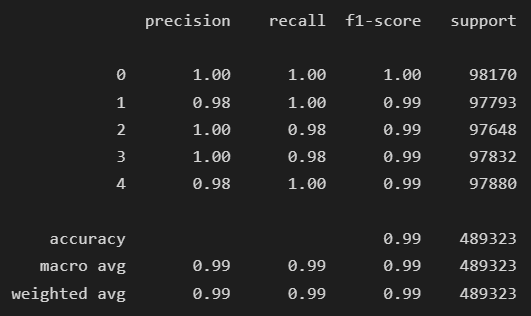 precision recall f1-score support
0 1.00 1.00 1.00 98170
1 0.98 1.00 0.99 97793
2 1.00 0.98 0.99 97648
3 1.00 0.98 0.99 97832
4 0.98 1.00 0.99 97880
accuracy 0.99 489323
macro avg 0.99 0.99 0.99 489323
weighted avg 0.99 0.99 0.99 489323